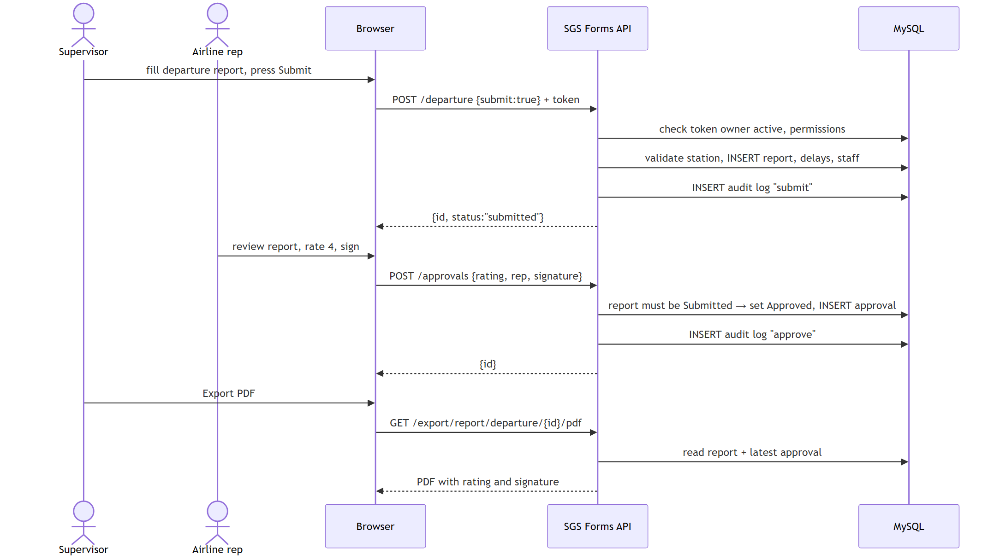 Supervisor
Airline rep
Browser
SGS Forms API
MySQL
fill departure report, press Submit
POST /departure {submit:true} + token
check token owner active, permissions
validate station, INSERT report, delays, staff
INSERT audit log "submit"
{id, status:"submitted"}
review report, rate 4, sign
POST /approvals {rating, rep, signature}
report must be Submitted → set Approved, INSERT approval
INSERT audit log "approve"
{id}
Export PDF
GET /export/report/departure/{id}/pdf
read report + latest approval
PDF with rating and signature
Supervisor
Airline rep
Browser
SGS Forms API
MySQL